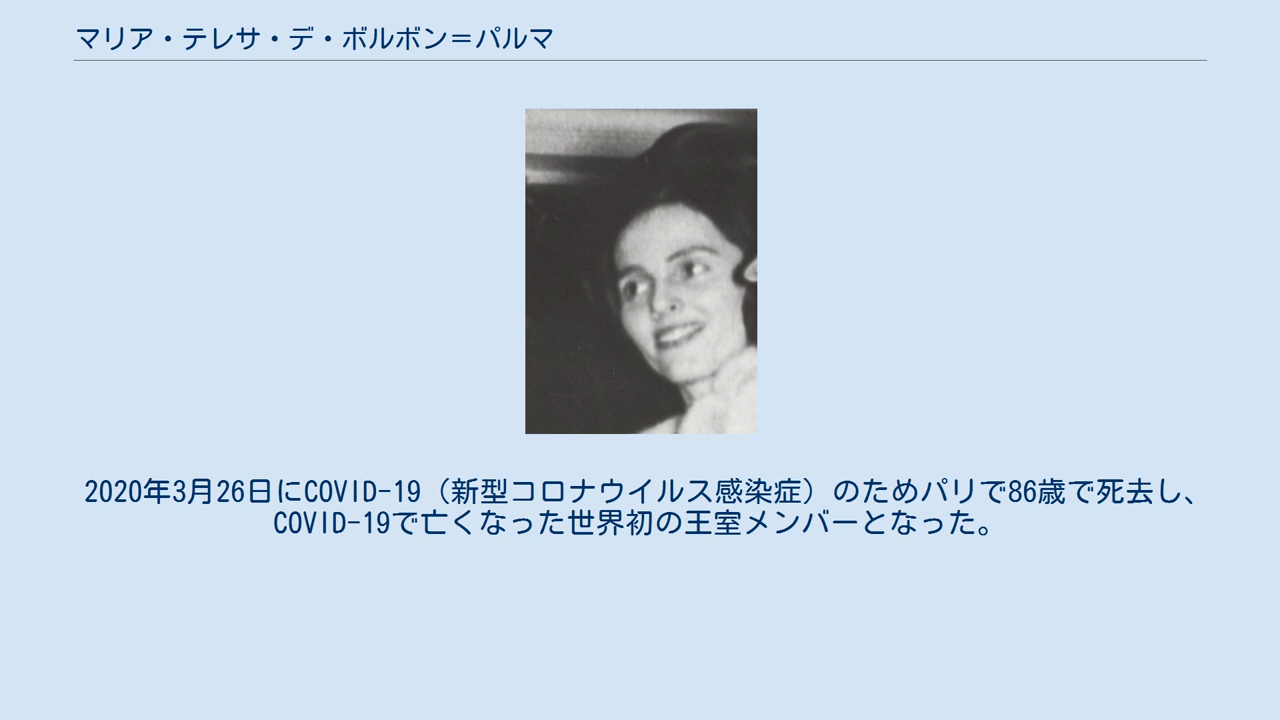 マリア・テレサ・デ・ボルボン＝パルマ
2020年3月26日にCOVID-19（新型コロナウイルス感染症）のためパリで86歳で死去し、
COVID-19で亡くなった世界初の王室メンバーとなった。